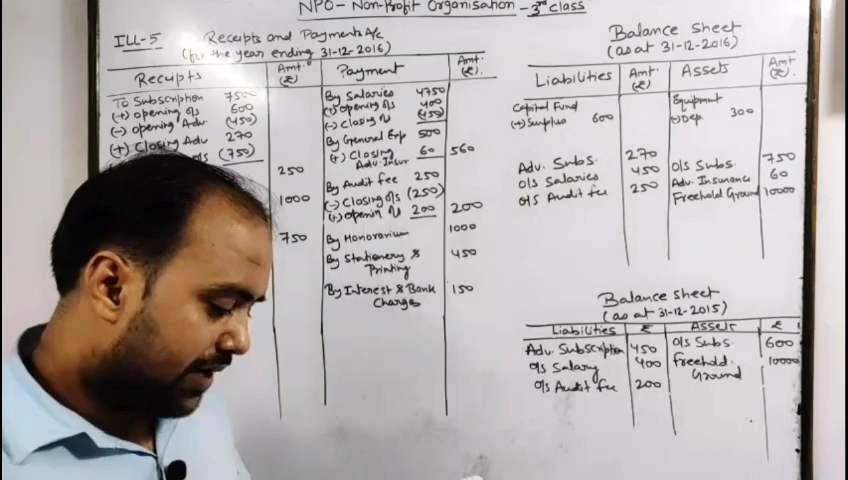 NPO - Non-Profit Organisation - 3rd Class
ILL-5 Receipts and Payments A/c
(for the year ending 31-12-2016)
Receipts Amt. (₹) Payment Amt. (₹).
To Subscription 7500
(+) opening o/s 600
(-) opening Adv. (450)
(+) Closing Adv 270
o/s (750)
250
1000
750
By Salaries 4750
(+) opening o/s 400
(-) Closing o/s (450)
By General Exp 500
(+) Closing 60 560
Adv. Insur
By Audit fee 250
(-) Closing o/s (250)
(+) opening o/s 200 200
By Honorarium 1000
By Stationery & 450
Printing
By Interest & Bank 150
Charges
Balance Sheet
(as at 31-12-2016)
Liabilities Amt. (₹) Assets Amt (₹).
Capital Fund
(+) Surplus 600
Adv. Subs. 270
o/s Salaries 450
o/s Audit fee 250
Equipment
(-) Dep. 300
o/s Subs. 750
Adv. Insurance 60
Freehold Ground 10000
Balance Sheet
(as at 31-12-2015)
Liabilities ₹ Assets ₹
Adv. Subscription 450 o/s Subs. 600
o/s Salary 400 freehold. 10000
Ground
o/s Audit fee 200